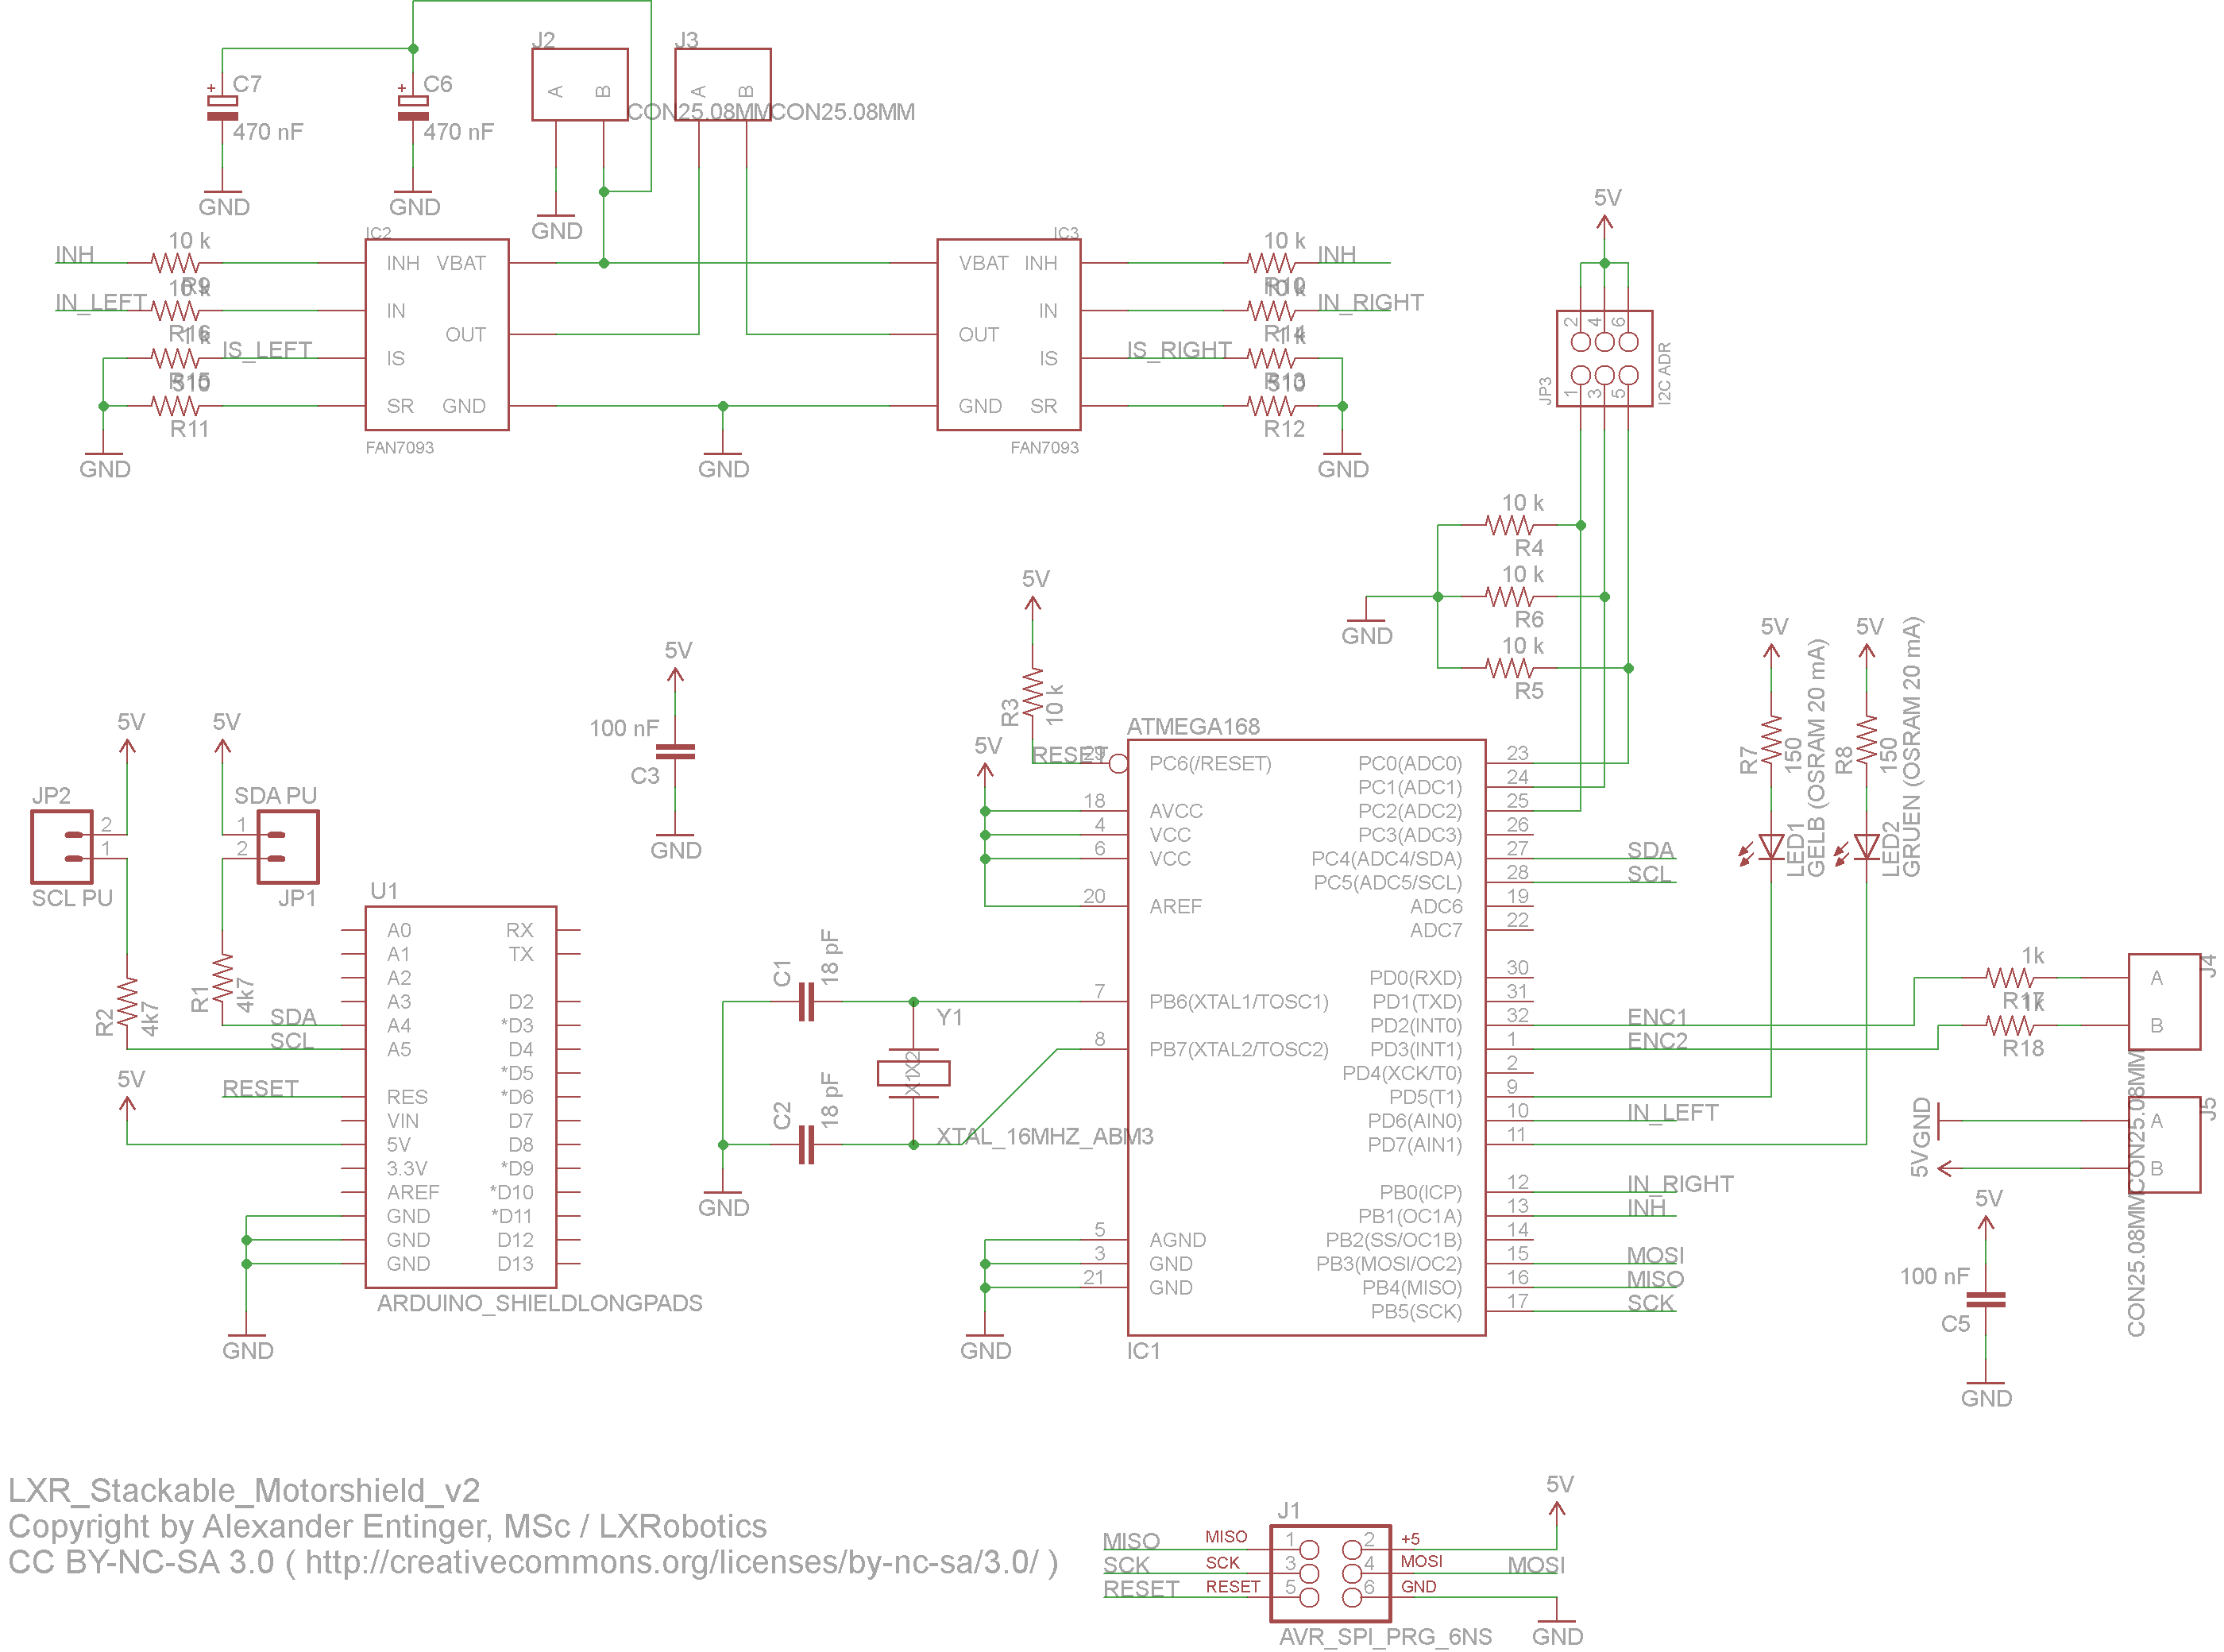 C7
470 nF
GND
C6
470 nF
GND
J2
A
B
CON25.08MM
GND
J3
A
B
CON25.08MM
INH
10 k
R9
IN_LEFT
10 k
R16
1 k
IS_LEFT
R15
510
R11
GND
IC2
INH VBAT
IN
OUT
IS
SR GND
FAN7093
GND
IC3
VBAT INH
IN
OUT
IS
GND SR
FAN7093
10 k
INH
R10
10 k
IN_RIGHT
R14
1 k
IS_RIGHT
R13
510
R12
GND
5V
2 4 6
JP3
1 3 5
I2C ADR
10 k
R4
10 k
R6
10 k
R5
GND
5V
R3
10 k
RESET
5V
100 nF
C3
GND
5V
JP2
2
1
SCL PU
R2
4k7
5V
SDA PU
1
2
JP1
R1
4k7
SDA
SCL
5V
RESET
U1
A0 RX
A1 TX
A2
A3 D2
A4 *D3
A5 D4
*D5
RES *D6
VIN D7
5V D8
3.3V *D9
AREF *D10
GND *D11
GND D12
GND D13
ARDUINO_SHIELDLONGPADS
GND
C1
18 pF
C2
18 pF
GND
Y1
X1 X2
XTAL_16MHZ_ABM3
5V
ATMEGA168
29 PC6(/RESET) PC0(ADC0) 23
PC1(ADC1) 24
18 AVCC PC2(ADC2) 25
4 VCC PC3(ADC3) 26
6 VCC PC4(ADC4/SDA) 27 SDA
PC5(ADC5/SCL) 28 SCL
20 AREF ADC6 19
ADC7 22
PD0(RXD) 30
7 PB6(XTAL1/TOSC1) PD1(TXD) 31
PD2(INT0) 32 ENC1
8 PB7(XTAL2/TOSC2) PD3(INT1) 1 ENC2
PD4(XCK/T0) 2
PD5(T1) 9
PD6(AIN0) 10 IN_LEFT
PD7(AIN1) 11
PB0(ICP) 12 IN_RIGHT
PB1(OC1A) 13 INH
5 AGND PB2(SS/OC1B) 14
3 GND PB3(MOSI/OC2) 15 MOSI
21 GND PB4(MISO) 16 MISO
PB5(SCK) 17 SCK
IC1
GND
5V
R7
150
LED1
GELB (OSRAM 20 mA)
5V
R8
150
LED2
GRUEN (OSRAM 20 mA)
1k
R17
1k
R18
J4
A
B
CON25.08MM
GND
5V
J5
A
B
CON25.08MM
5V
100 nF
C5
GND
LXR_Stackable_Motorshield_v2
Copyright by Alexander Entinger, MSc / LXRobotics
CC BY-NC-SA 3.0 ( http://creativecommons.org/licenses/by-nc-sa/3.0/ )
5V
J1
MISO MISO 1 2 +5
SCK SCK 3 4 MOSI MOSI
RESET RESET 5 6 GND
AVR_SPI_PRG_6NS
GND